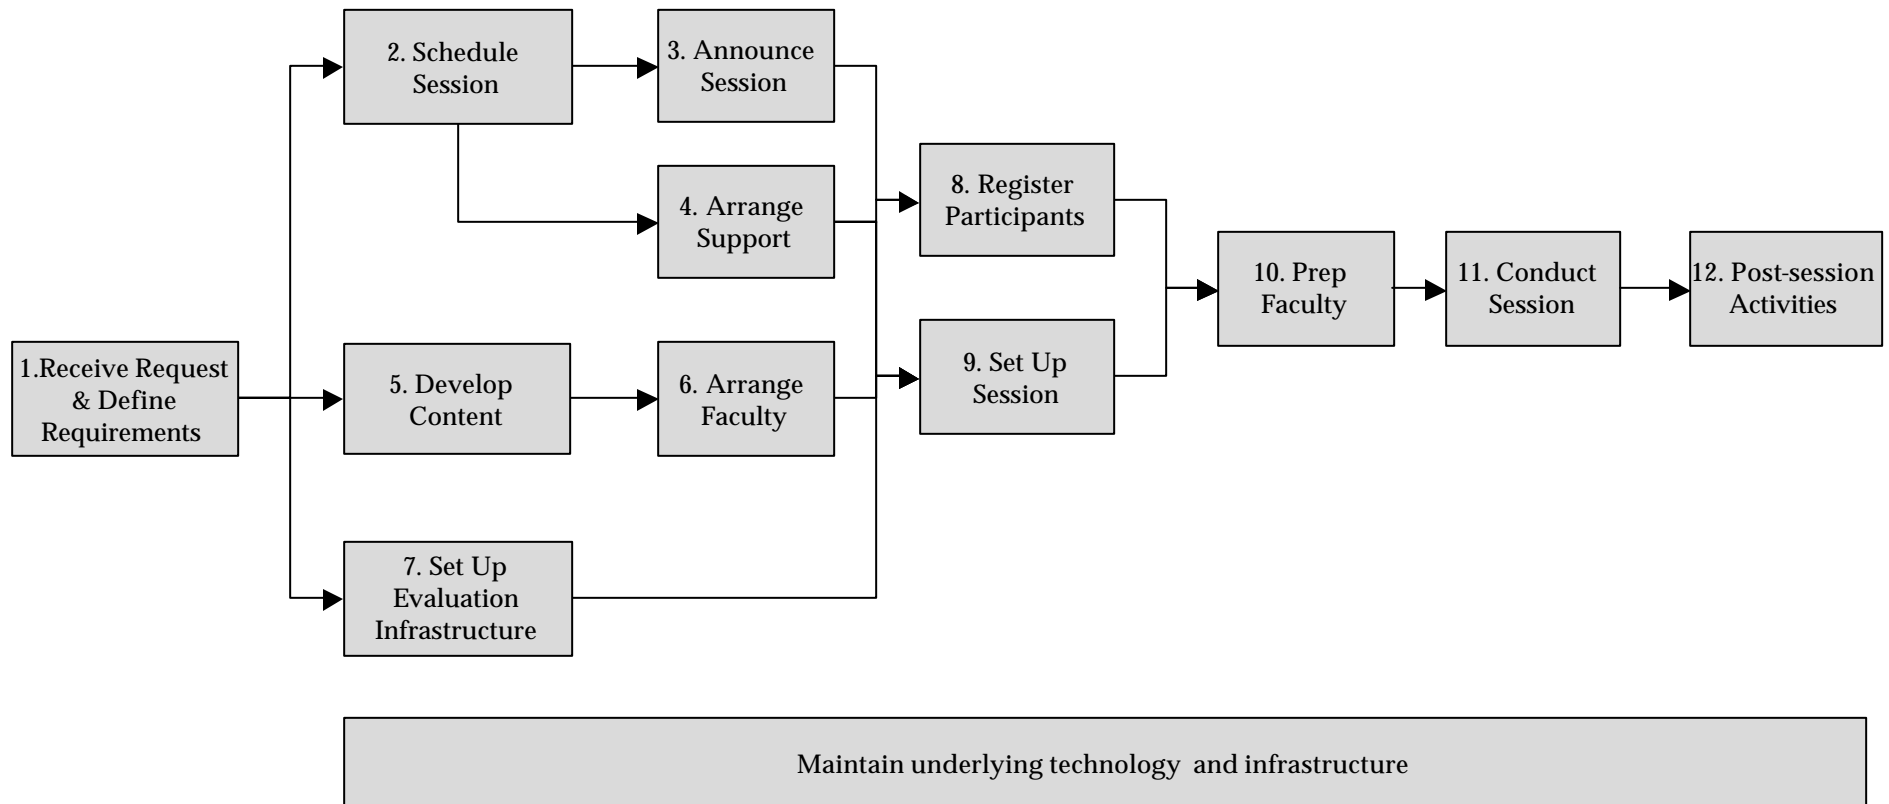 2. Schedule
Session
3. Announce
Session
4. Arrange
Support
8. Register
Participants
1.Receive Request
& Define
Requirements
5. Develop
Content
6. Arrange
Faculty
9. Set Up
Session
10. Prep
Faculty
11. Conduct
Session
12. Post-session
Activities
7. Set Up
Evaluation
Infrastructure
Maintain underlying technology and infrastructure